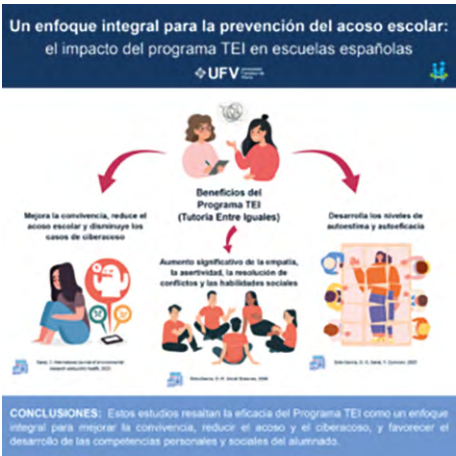 Un enfoque integral para la prevención del acoso escolar:
el impacto del programa TEI en escuelas españolas
UFV
Beneficios del
Programa TEI
(Tutoría Entre Iguales)
Mejora la convivencia, reduce el
acoso escolar y disminuye los
casos de ciberacoso
Aumento significativo de la empatía,
la asertividad, la resolución de
conflictos y las habilidades sociales
Desarrolla los niveles de
autoestima y autoeficacia
CONCLUSIONES: Estos estudios resaltan la eficacia del Programa TEI como un enfoque
integral para mejorar la convivencia, reducir el acoso y el ciberacoso, y favorecer el
desarrollo de las competencias personales y sociales del alumnado.